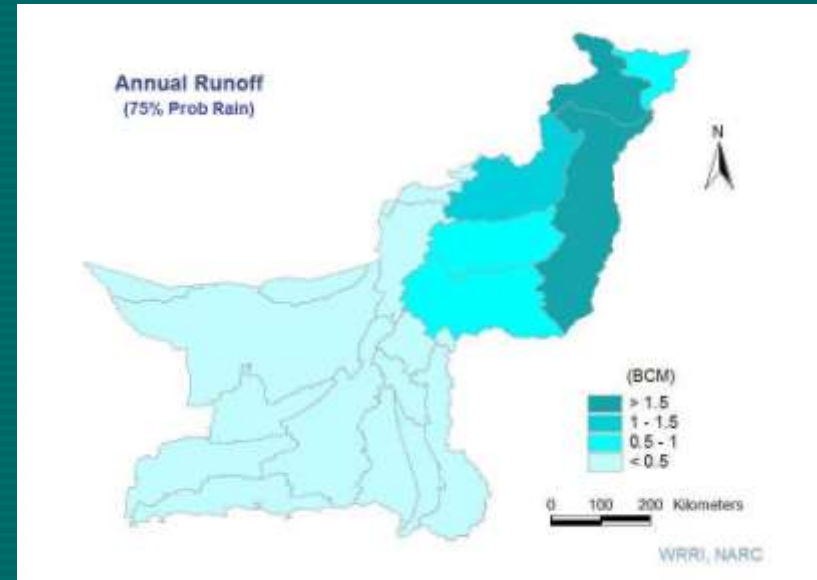 Annual Runoff
(75% Prob Rain)
N
(BCM)
> 1.5
1 - 1.5
0.5 - 1
< 0.5
0 100 200 Kilometers
WRRI, NARC